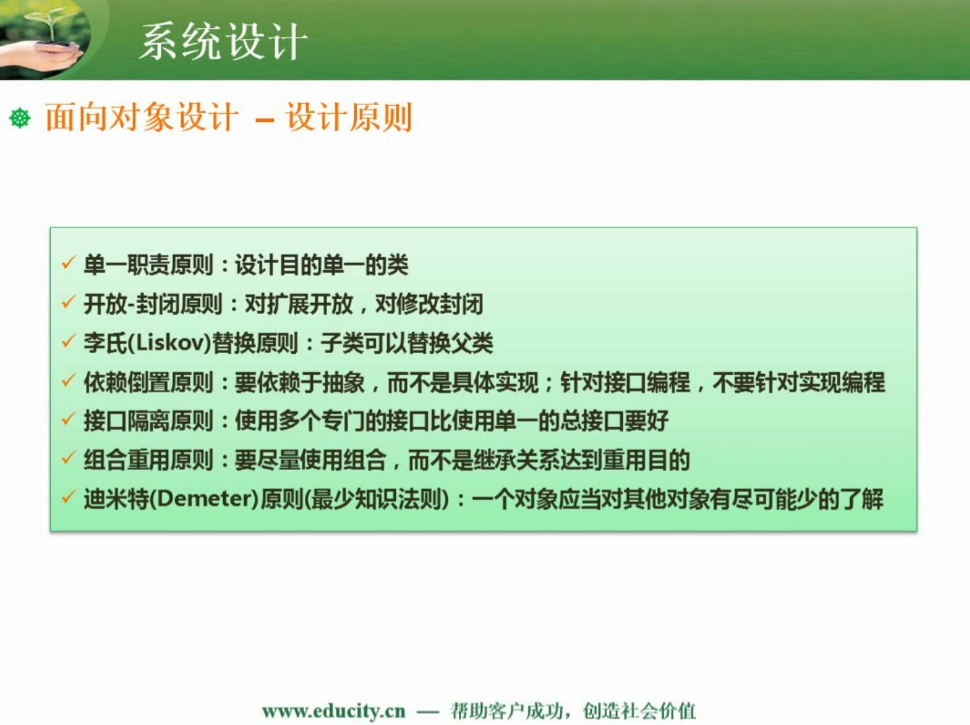 系统设计
面向对象设计 – 设计原则
单一职责原则：设计目的单一的类
开放-封闭原则：对扩展开放，对修改封闭
李氏(Liskov)替换原则：子类可以替换父类
依赖倒置原则：要依赖于抽象，而不是具体实现；针对接口编程，不要针对实现编程
接口隔离原则：使用多个专门的接口比使用单一的总接口要好
组合重用原则：要尽量使用组合，而不是继承关系达到重用目的
迪米特(Demeter)原则(最少知识法则)：一个对象应当对其他对象有尽可能少的了解
www.educity.cn — 帮助客户成功，创造社会价值